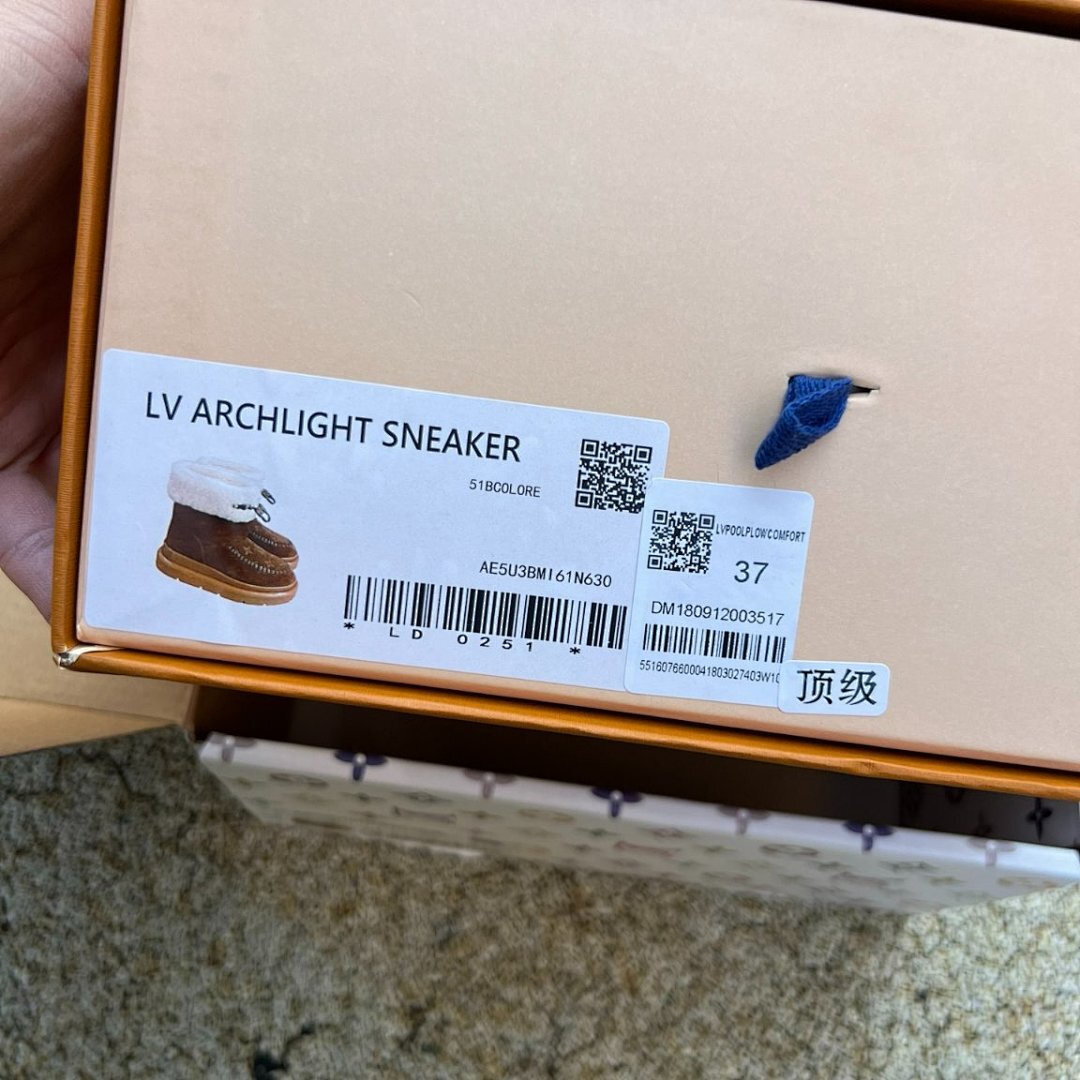 LV ARCHLIGHT SNEAKER
51BCOLORE
AE5U3BMI61N630
* LD 0251 *
LVPOOLPLOWCOMFORT
37
DM180912003517
5516076600041803027403W10
顶级